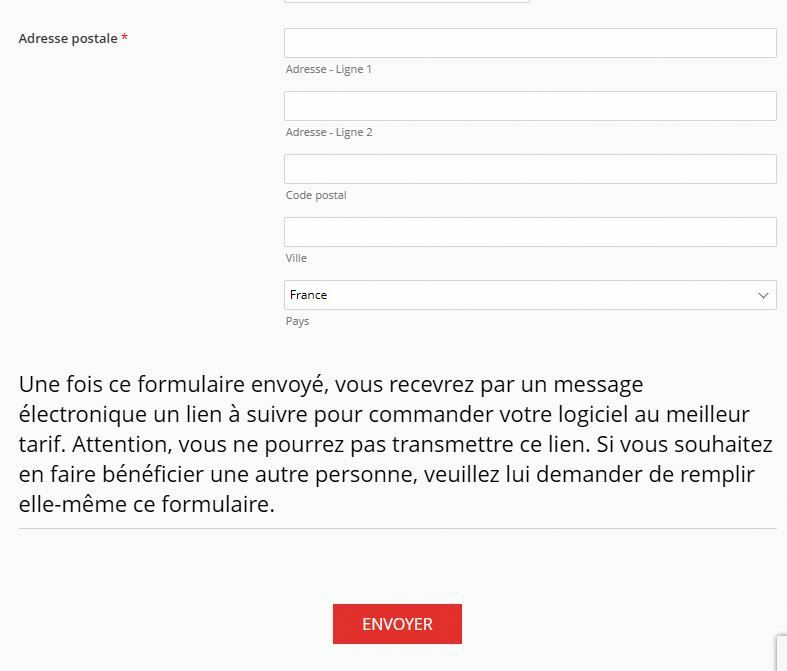 Adresse postale *
Adresse - Ligne 1
Adresse - Ligne 2
Code postal
Ville
France
Pays
Une fois ce formulaire envoyé, vous recevrez par un message
électronique un lien à suivre pour commander votre logiciel au meilleur
tarif. Attention, vous ne pourrez pas transmettre ce lien. Si vous souhaitez
en faire bénéficier une autre personne, veuillez lui demander de remplir
elle-même ce formulaire.
ENVOYER